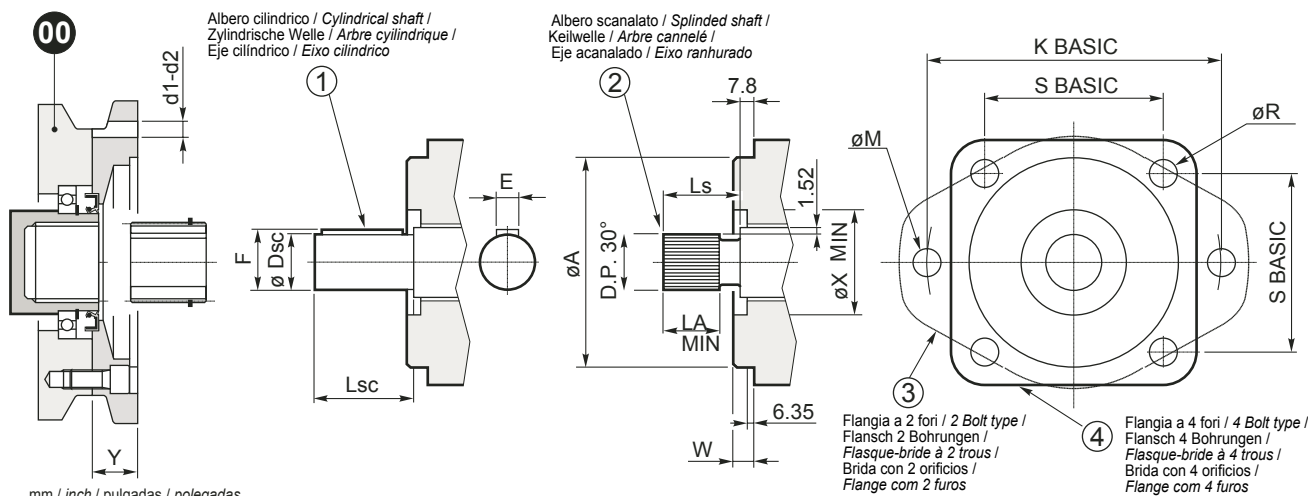 00
d1-d2
Y
mm / inch / pulgadas / polegadas
Albero cilindrico / Cylindrical shaft /
Zylindrische Welle / Arbre cyilindrique /
Eje cilíndrico / Eixo cilindrico
1
E
F
ø Dsc
Lsc
Albero scanalato / Splinded shaft /
Keilwelle / Arbre cannelé /
Eje acanalado / Eixo ranhurado
2
7.8
Ls
1.52
øA
D.P. 30°
øX MIN
LA
MIN
6.35
W
K BASIC
S BASIC
øR
øM
S BASIC
3
Flangia a 2 fori / 2 Bolt type /
Flansch 2 Bohrungen /
Flasque-bride à 2 trous /
Brida con 2 orificios /
Flange com 2 furos
4
Flangia a 4 fori / 4 Bolt type /
Flansch 4 Bohrungen /
Flasque-bride à 4 trous /
Brida con 4 orificios /
Flange com 4 furos